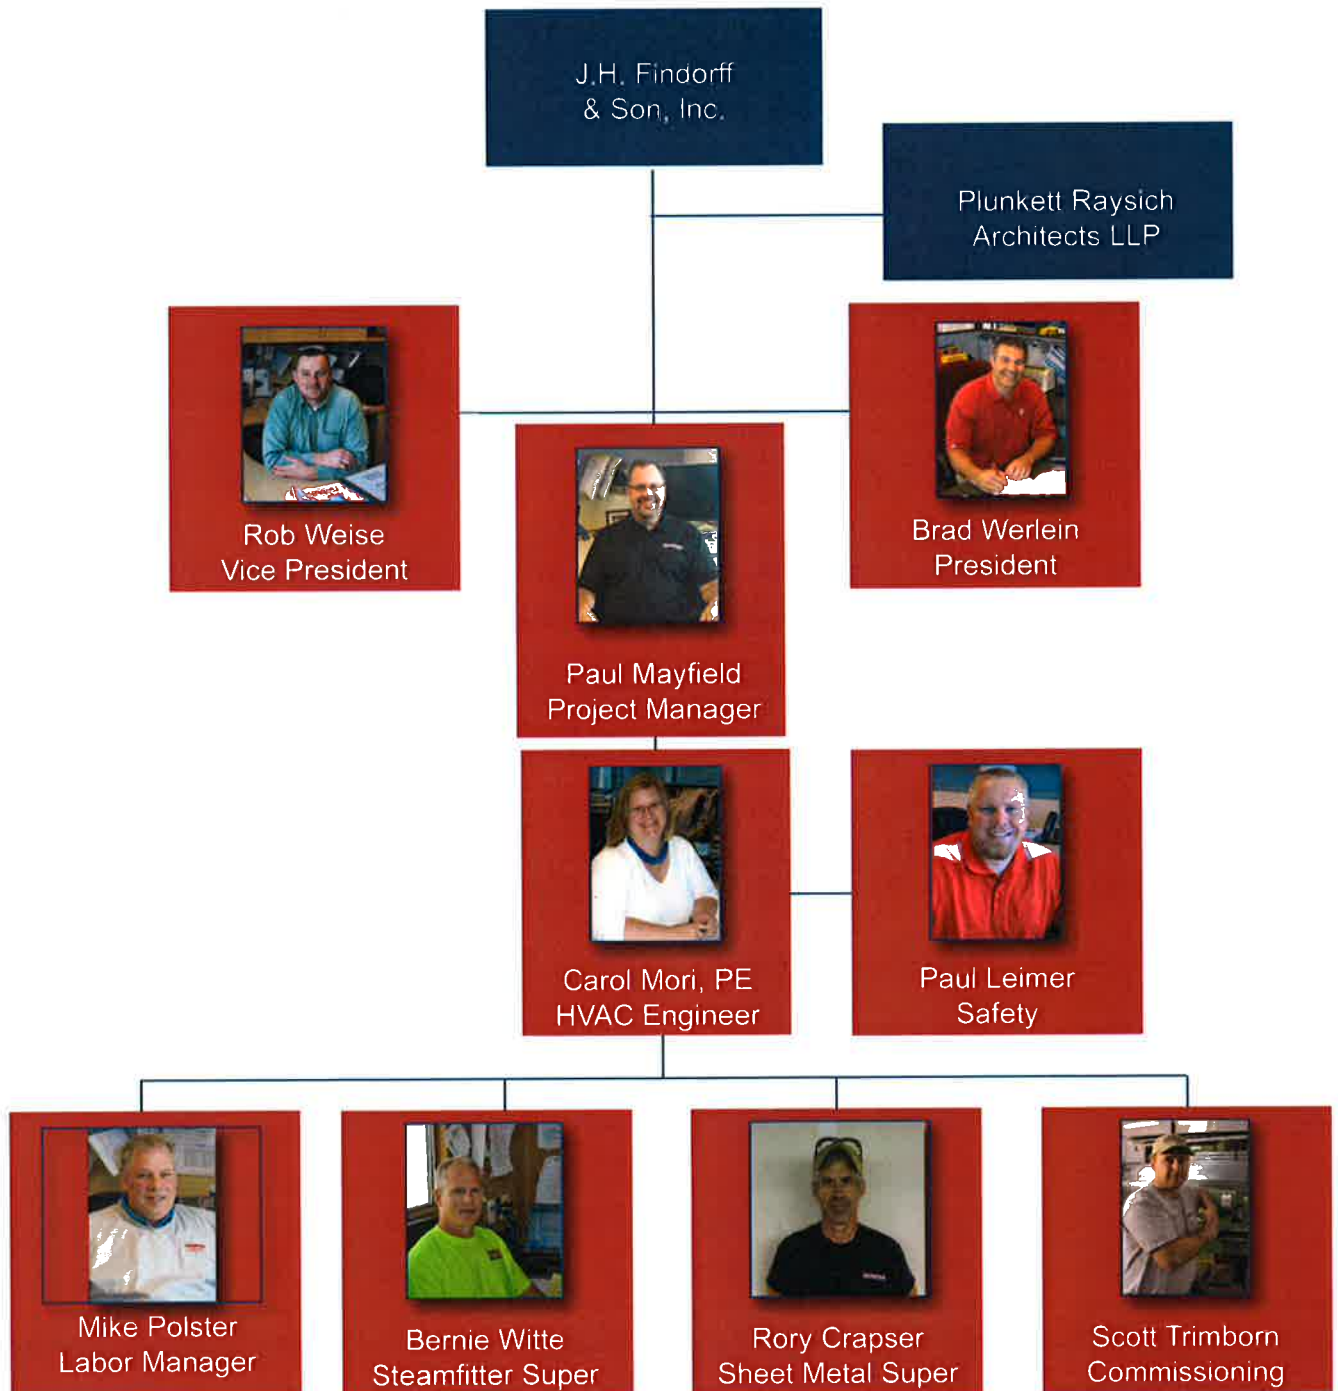 J.H. Findorff
& Son, Inc.
Plunkett Raysich
Architects LLP
Rob Weise
Vice President
Brad Werlein
President
Paul Mayfield
Project Manager
Carol Mori, PE
HVAC Engineer
Paul Leimer
Safety
Mike Polster
Labor Manager
Bernie Witte
Steamfitter Super
Rory Crapser
Sheet Metal Super
Scott Trimborn
Commissioning